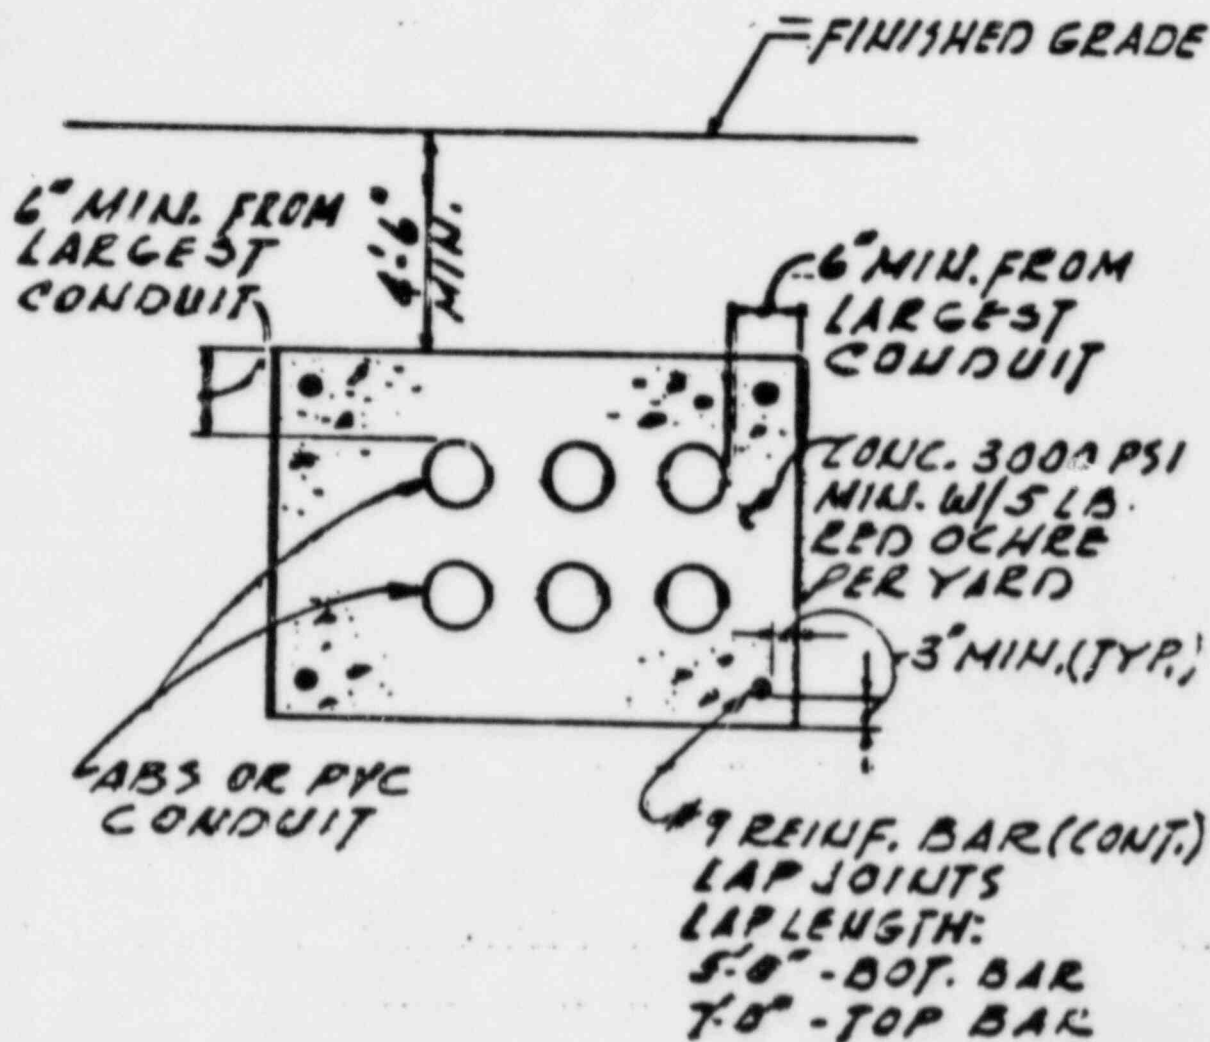 FINISHED GRADE
6" MIN. FROM
LARGEST
CONDUIT
4'-6"
MIN.
6" MIN. FROM
LARGEST
CONDUIT
CONC. 3000 PSI
MIN. W/5 LB.
RED OCHRE
PER YARD
3" MIN. (TYP.)
ABS OR PVC
CONDUIT
#9 REINF. BAR (CONT.)
LAP JOINTS
LAP LENGTH:
5'-0" - BOT. BAR
7'-0" - TOP BAR